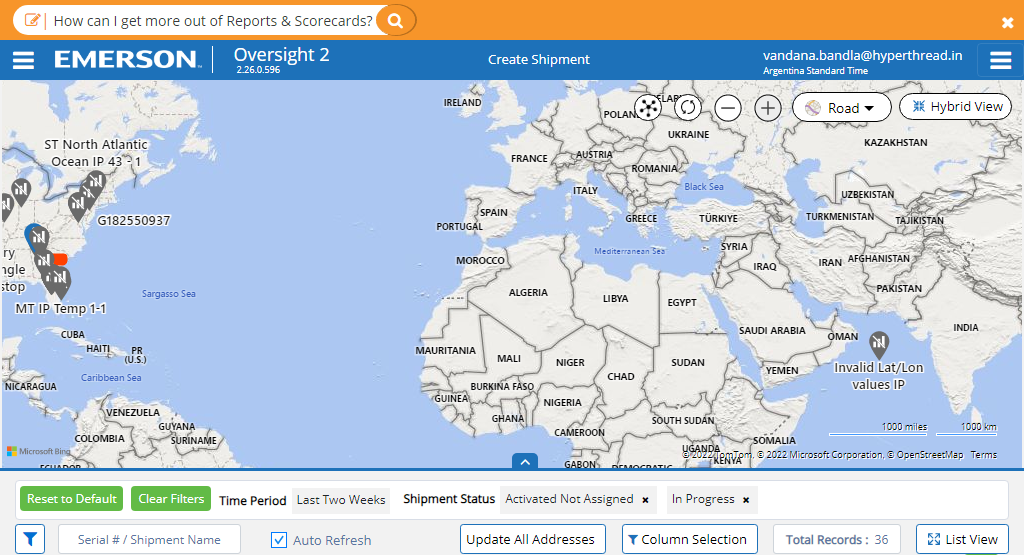 How can I get more out of Reports & Scorecards?
EMERSON
Oversight 2
2.26.0.596
Create Shipment
vandana.bandla@hyperthread.in
Argentina Standard Time
IRELAND
POLAN
ELAR
Road
Hybrid View
UKRAINE
KAZAKHSTAN
ST North Atlantic
Ocean IP 43 - 1
FRANCE
AUSTRIA
ROMANIA
ITALY
Black Sea
UZBEKISTAN
G182550937
SPAIN
PORTUGAL
GREECE
TÜRKIYE
TURKMENISTAN
TAJIKISTAN
Mediterranean Sea
SYRIA
ry
ngle
stop
MOROCCO
IRAQ
IRAN
AFGHANISTAN
PAKISTAN
Sargasso Sea
ALGERIA
LIBYA
EGYPT
MT IP Temp 1-1
SAUDI ARABIA
OMAN
INDIA
CUBA
HAITI
PR
(U.S.)
MAURITANIA
MALI
NIGER
CHAD
SUDAN
YEMEN
Invalid Lat/Lon
values IP
Caribbean Sea
NICARAGUA
BURKINA FASO
GUINEA
NIGERIA
GHANA
VENEZUELA
GUYANA
SURINAME
COLOMBIA
CAMEROON
SOUTH SUDAN
SOMALIA
1000 miles
1000 km
Microsoft Bing
UGANDA
KENYA
© 2022 TomTom, © 2022 Microsoft Corporation, © OpenStreetMap Terms
ECUADOR
GABON
DEMOCRATIC
Reset to Default
Clear Filters
Time Period
Last Two Weeks
Shipment Status
Activated Not Assigned ×
In Progress ×
Serial # / Shipment Name
Auto Refresh
Update All Addresses
Column Selection
Total Records : 36
List View